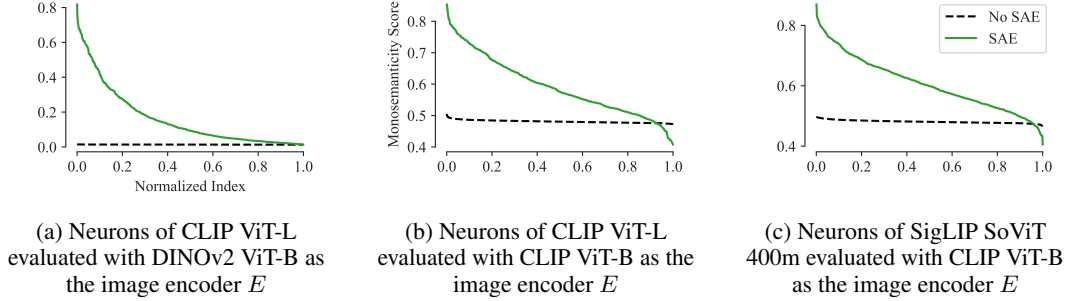 0.8
0.6
0.4
0.2
0.0
0.0 0.2 0.4 0.6 0.8 1.0
Normalized Index
(a) Neurons of CLIP ViT-L
evaluated with DINOv2 ViT-B as
the image encoder E
Monosemanticity Score
0.8
0.7
0.6
0.5
0.4
0.0 0.2 0.4 0.6 0.8 1.0
(b) Neurons of CLIP ViT-L
evaluated with CLIP ViT-B as the
image encoder E
No SAE
SAE
0.8
0.6
0.4
0.0 0.2 0.4 0.6 0.8 1.0
(c) Neurons of SigLIP SoViT
400m evaluated with CLIP ViT-B
as the image encoder E